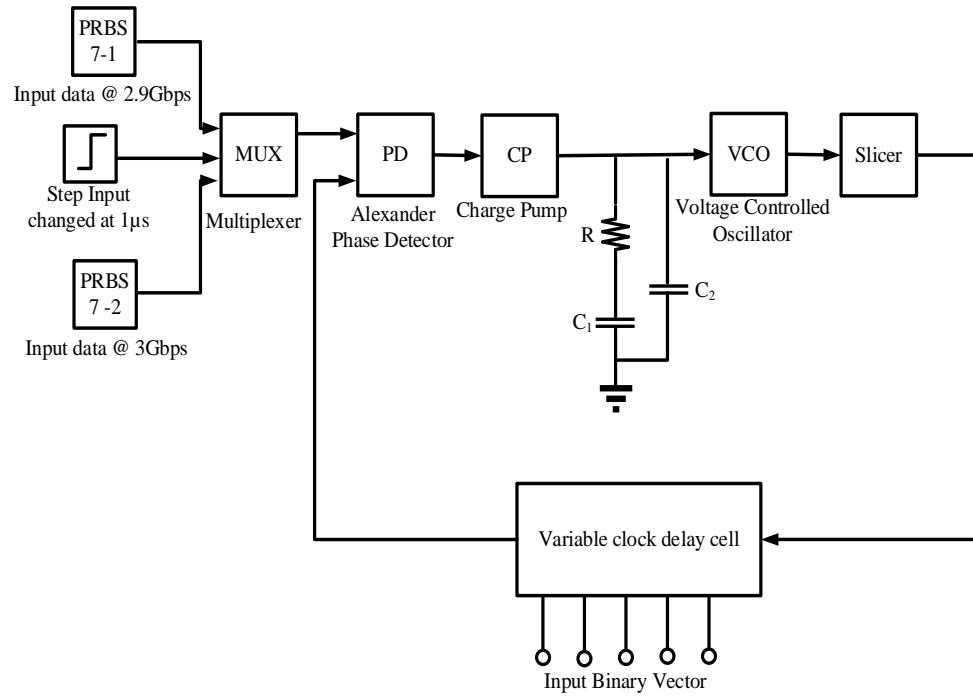 PRBS
7-1
Input data @ 2.9Gbps
Step Input
changed at 1µs
MUX
Multiplexer
PRBS
7 -2
Input data @ 3Gbps
PD
Alexander
Phase Detector
CP
Charge Pump
R
C1
C2
VCO
Voltage Controlled
Oscillator
Slicer
Variable clock delay cell
Input Binary Vector